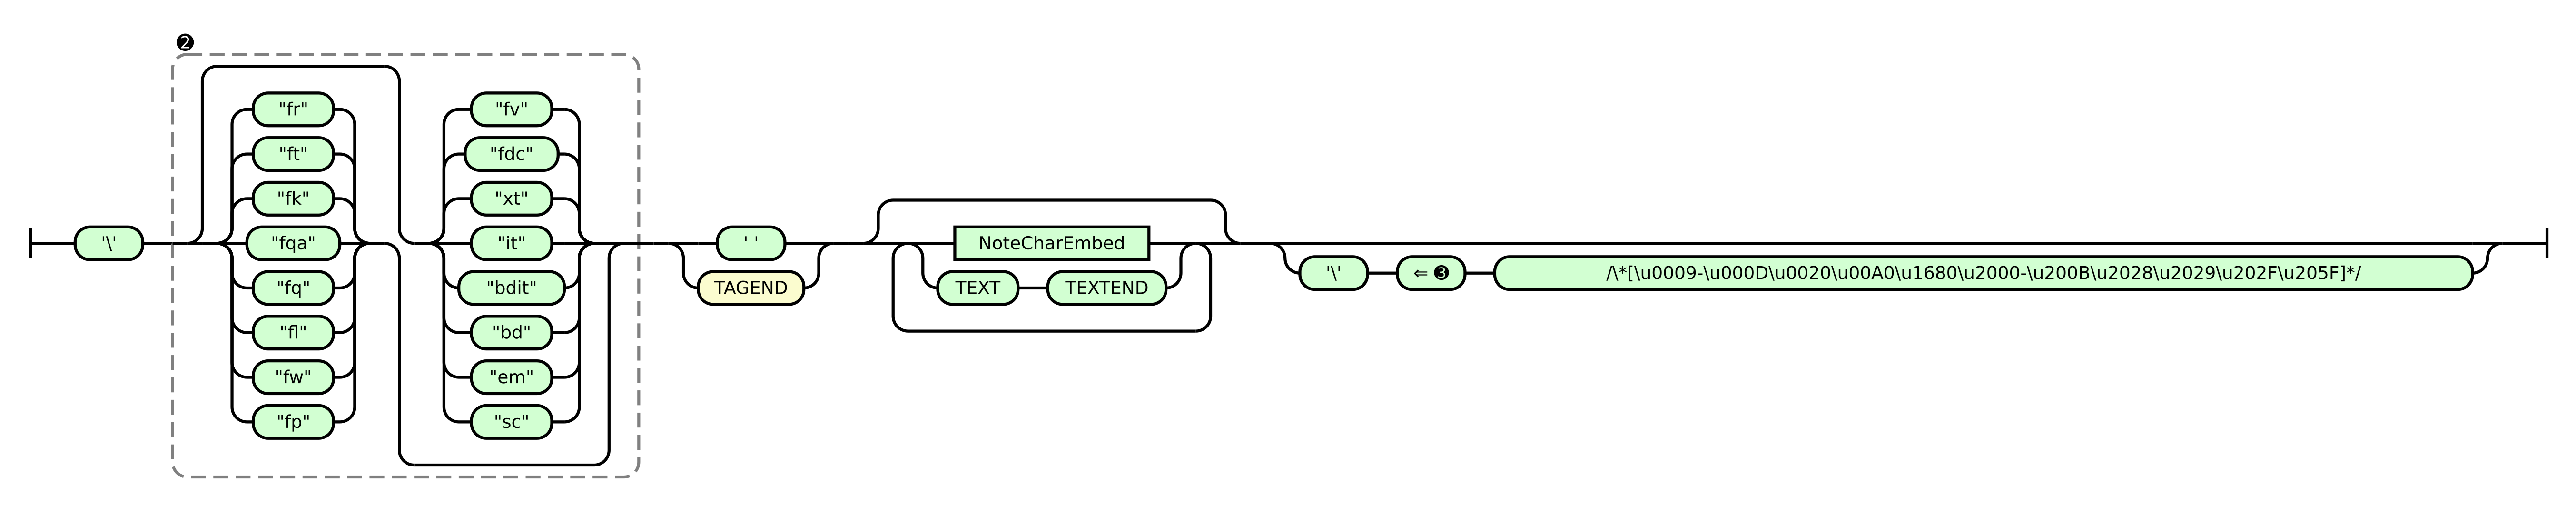 ❷
"fr"
"ft"
"fk"
"fqa"
"fq"
"fl"
"fw"
"fp"
"fv"
"fdc"
"xt"
"it"
"bdit"
"bd"
"em"
"sc"
'\'
' '
TAGEND
NoteCharEmbed
TEXT
TEXTEND
'\'
⇐ ❸
/\*[\u0009-\u000D\u0020\u00A0\u1680\u2000-\u200B\u2028\u2029\u202F\u205F]*/